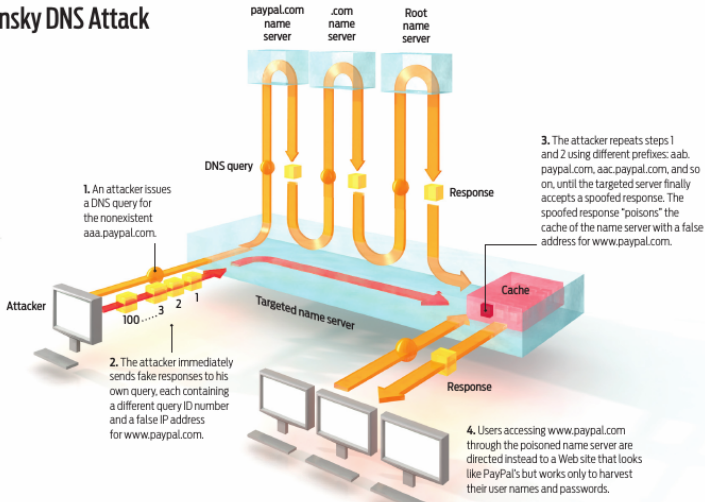 nsky DNS Attack
paypal.com
name
server
.com
name
server
Root
name
server
DNS query
Response
1. An attacker issues
a DNS query for
the nonexistent
aaa.paypal.com.
3. The attacker repeats steps 1
and 2 using different prefixes: aab.
paypal.com, aac.paypal.com, and so
on, until the targeted server finally
accepts a spoofed response. The
spoofed response “poisons” the
cache of the name server with a false
address for www.paypal.com.
Attacker
100.....3 2 1
Targeted name server
Cache
2. The attacker immediately
sends fake responses to his
own query, each containing
a different query ID number
and a false IP address
for www.paypal.com.
Response
4. Users accessing www.paypal.com
through the poisoned name server are
directed instead to a Web site that looks
like PayPal's but works only to harvest
their user names and passwords.